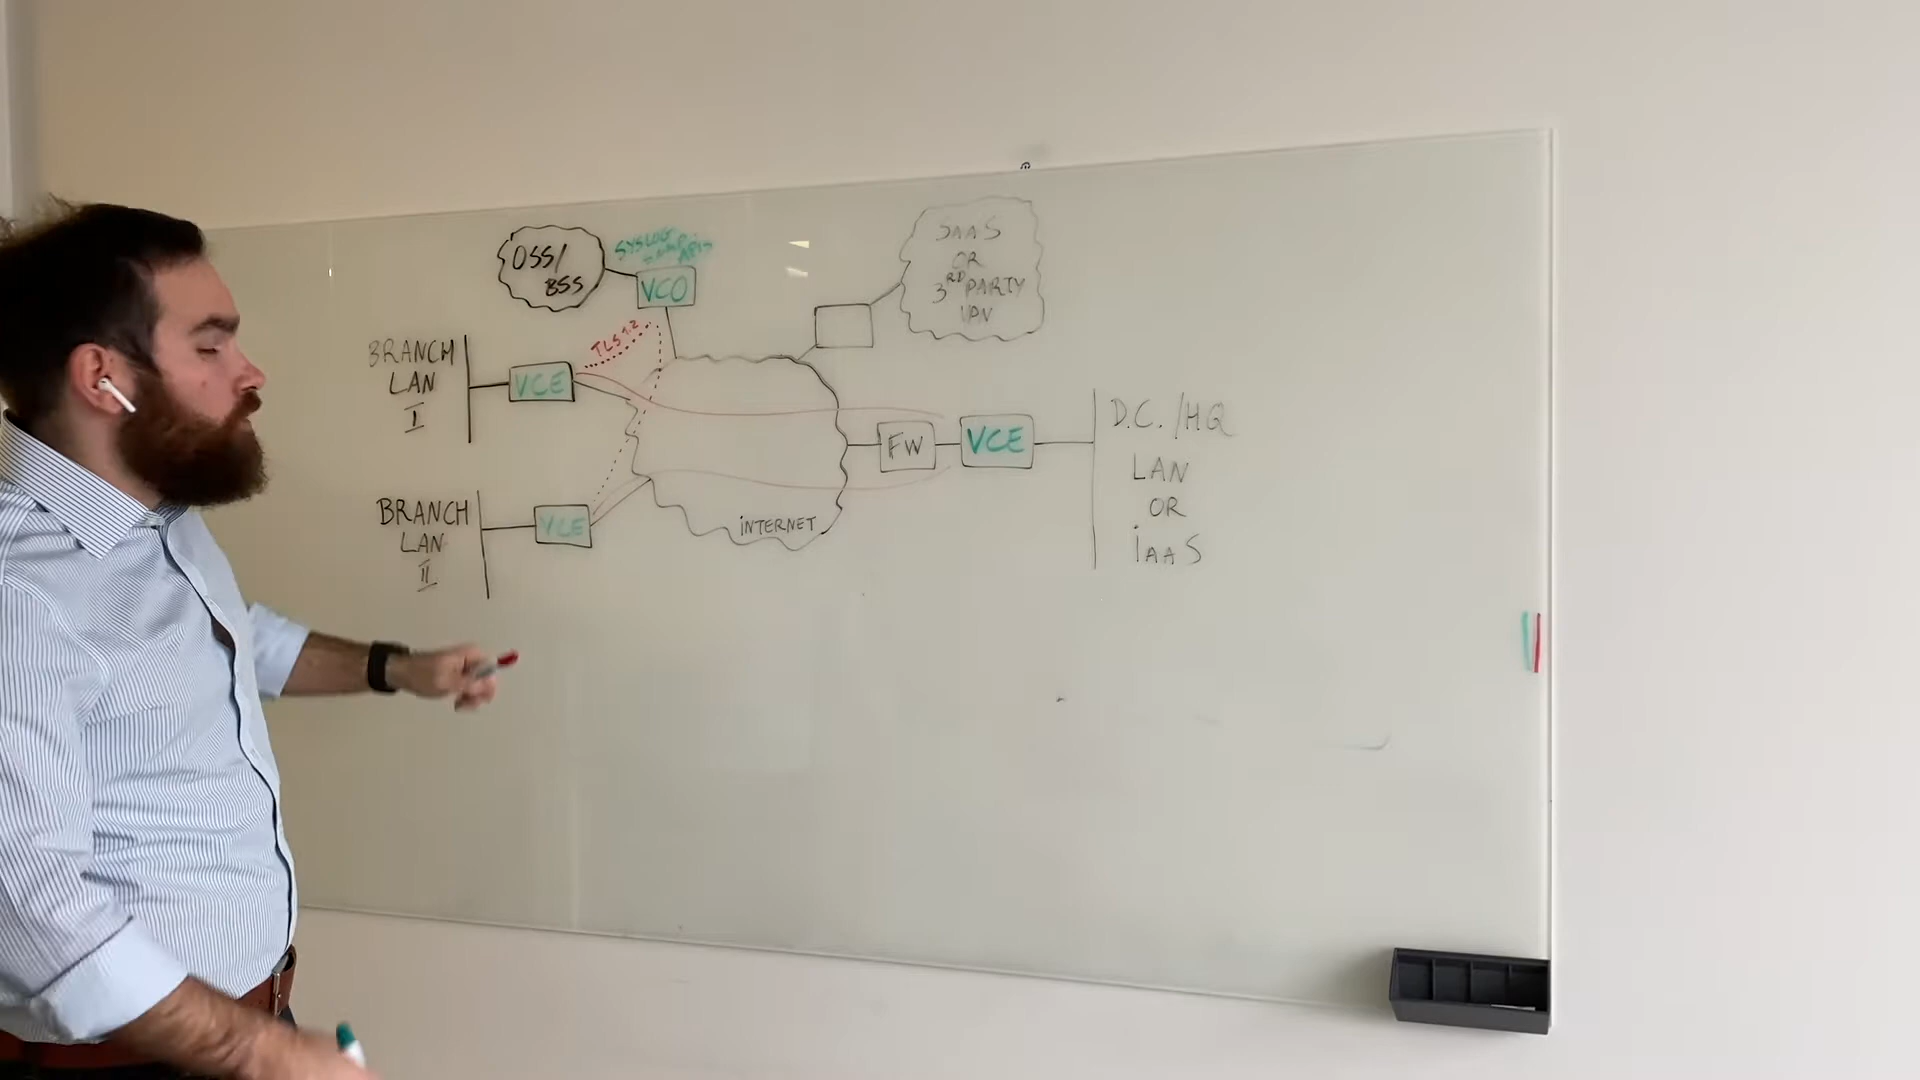 OSS/
BSS
SYSLOG
APIs
VCO
SAAS
OR
3RD PARTY
VPN
TLS 1.2
BRANCH
LAN
I
VCE
FW
VCE
D.C./HQ
LAN
OR
iAAS
BRANCH
LAN
II
VCE
iNTERNET